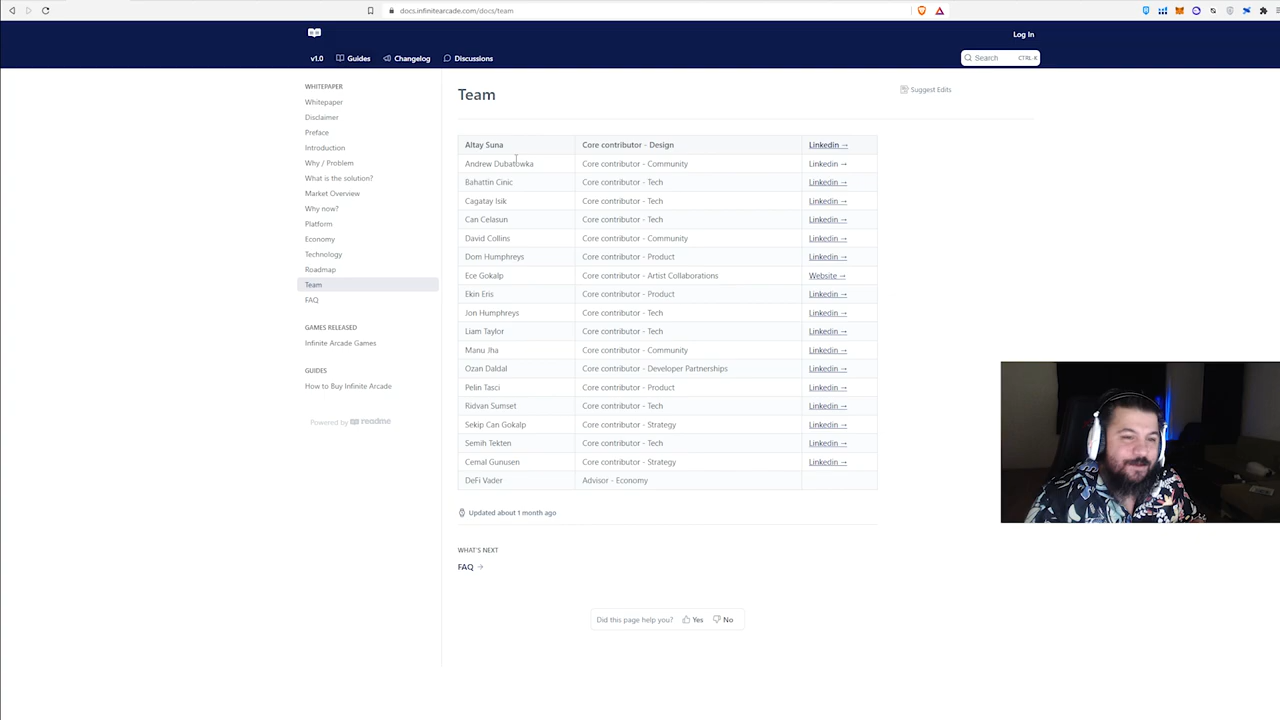 docs.infinitearcade.com/docs/team
Log In
v1.0 Guides Changelog Discussions
Search CTRL-K
WHITEPAPER
Whitepaper
Disclaimer
Preface
Introduction
Why / Problem
What is the solution?
Market Overview
Why now?
Platform
Economy
Technology
Roadmap
Team
FAQ
GAMES RELEASED
Infinite Arcade Games
GUIDES
How to Buy Infinite Arcade
Powered by readme
Team
Suggest Edits
Altay Suna Core contributor - Design Linkedin →
Andrew Dubatowka Core contributor - Community Linkedin →
Bahattin Cinic Core contributor - Tech Linkedin →
Cagatay Isik Core contributor - Tech Linkedin →
Can Celasun Core contributor - Tech Linkedin →
David Collins Core contributor - Community Linkedin →
Dom Humphreys Core contributor - Product Linkedin →
Ece Gokalp Core contributor - Artist Collaborations Website →
Ekin Eris Core contributor - Product Linkedin →
Jon Humphreys Core contributor - Tech Linkedin →
Liam Taylor Core contributor - Tech Linkedin →
Manu Jha Core contributor - Community Linkedin →
Ozan Daldal Core contributor - Developer Partnerships Linkedin →
Pelin Tasci Core contributor - Product Linkedin →
Ridvan Sumset Core contributor - Tech Linkedin →
Sekip Can Gokalp Core contributor - Strategy Linkedin →
Semih Tekten Core contributor - Tech Linkedin →
Cemal Gunusen Core contributor - Strategy Linkedin →
DeFi Vader Advisor - Economy
Updated about 1 month ago
WHAT'S NEXT
FAQ →
Did this page help you? Yes No